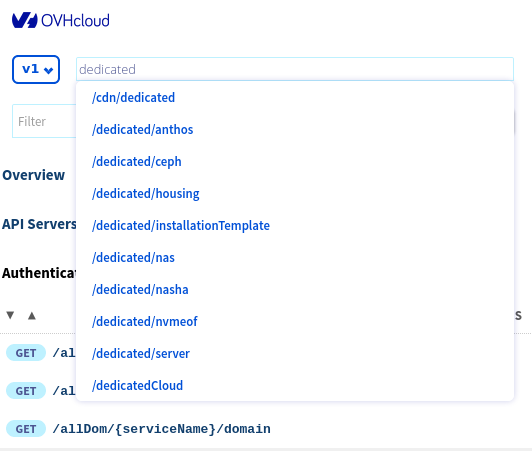 OVHcloud
v1
dedicated
/cdn/dedicated
Filter
/dedicated/anthos
/dedicated/ceph
Overview
/dedicated/housing
API Servers
/dedicated/installationTemplate
/dedicated/nas
Authenticat
/dedicated/nasha
▼ ▲
S
/dedicated/nvmeof
GET /al
/dedicated/server
GET /al
/dedicatedCloud
GET /allDom/{serviceName}/domain